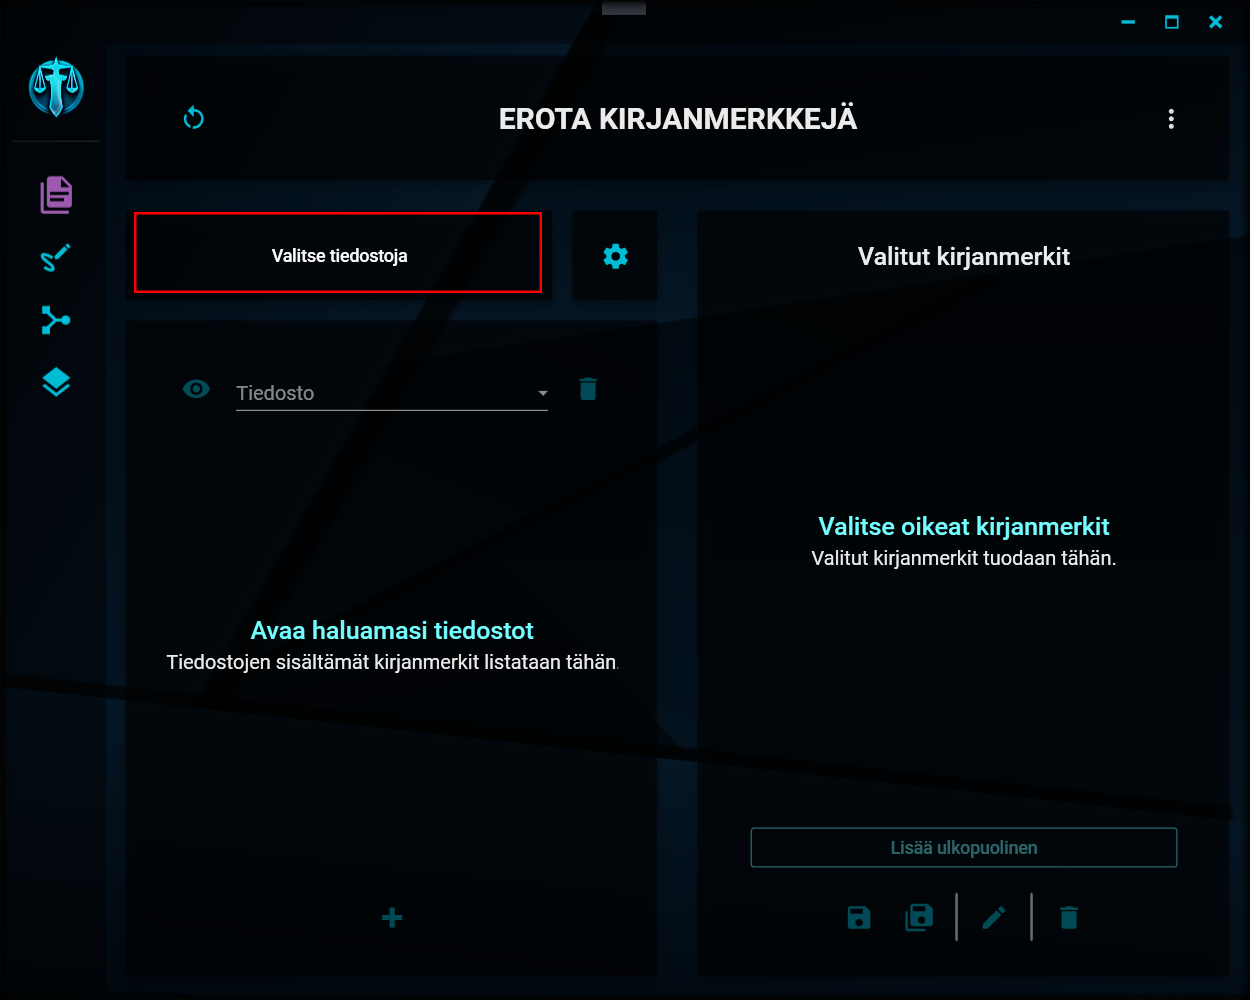 EROTA KIRJANMERKKEJÄ
Valitse tiedostoja
Valitut kirjanmerkit
Tiedosto
Avaa haluamasi tiedostot
Tiedostojen sisältämät kirjanmerkit listataan tähän.
Valitse oikeat kirjanmerkit
Valitut kirjanmerkit tuodaan tähän.
Lisää ulkopuolinen